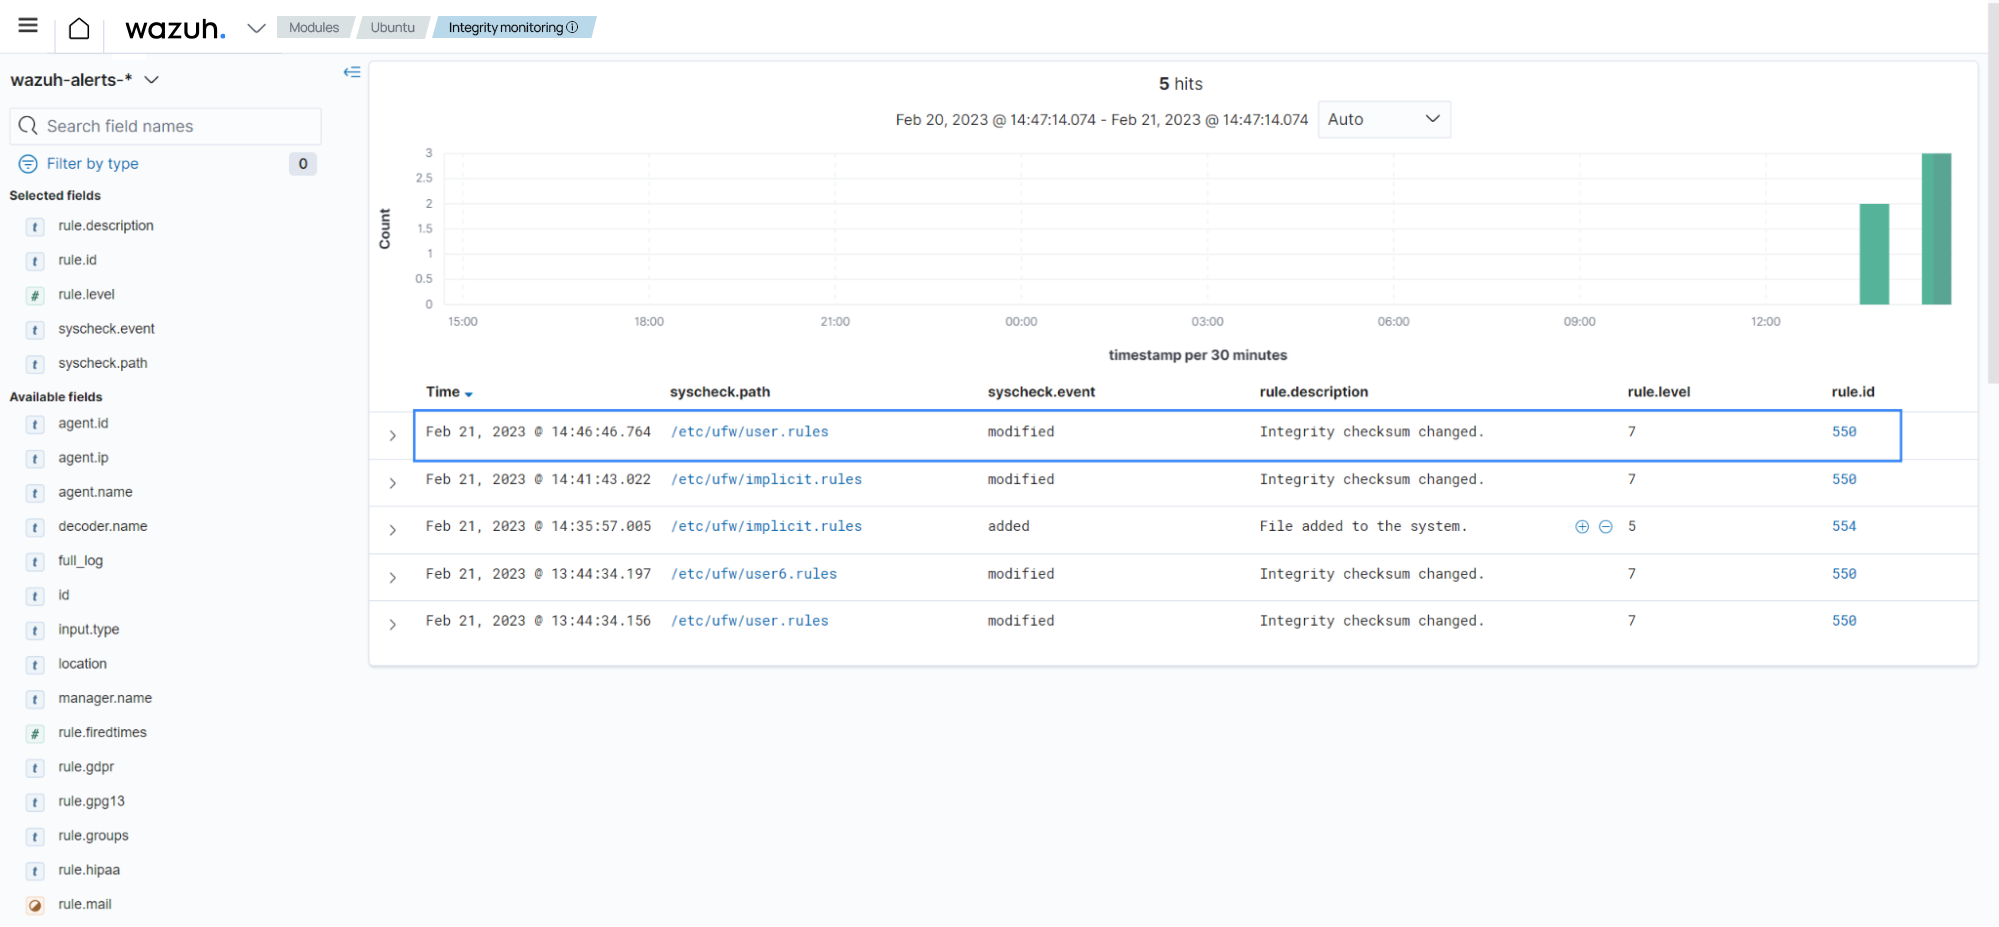 wazuh. Modules Ubuntu Integrity monitoring
wazuh-alerts-*
Search field names
Filter by type 0
Selected fields
t rule.description
t rule.id
# rule.level
t syscheck.event
t syscheck.path
Available fields
t agent.id
t agent.ip
t agent.name
t decoder.name
t full_log
t id
t input.type
t location
t manager.name
# rule.firedtimes
t rule.gdpr
t rule.gpg13
t rule.groups
t rule.hipaa
rule.mail
5 hits
Feb 20, 2023 @ 14:47:14.074 - Feb 21, 2023 @ 14:47:14.074 Auto
Count
3
2.5
2
1.5
1
0.5
0
15:00 18:00 21:00 00:00 03:00 06:00 09:00 12:00
timestamp per 30 minutes
Time syscheck.path syscheck.event rule.description rule.level rule.id
Feb 21, 2023 @ 14:46:46.764 /etc/ufw/user.rules modified Integrity checksum changed. 7 550
Feb 21, 2023 @ 14:41:43.022 /etc/ufw/implicit.rules modified Integrity checksum changed. 7 550
Feb 21, 2023 @ 14:35:57.005 /etc/ufw/implicit.rules added File added to the system. 5 554
Feb 21, 2023 @ 13:44:34.197 /etc/ufw/user6.rules modified Integrity checksum changed. 7 550
Feb 21, 2023 @ 13:44:34.156 /etc/ufw/user.rules modified Integrity checksum changed. 7 550